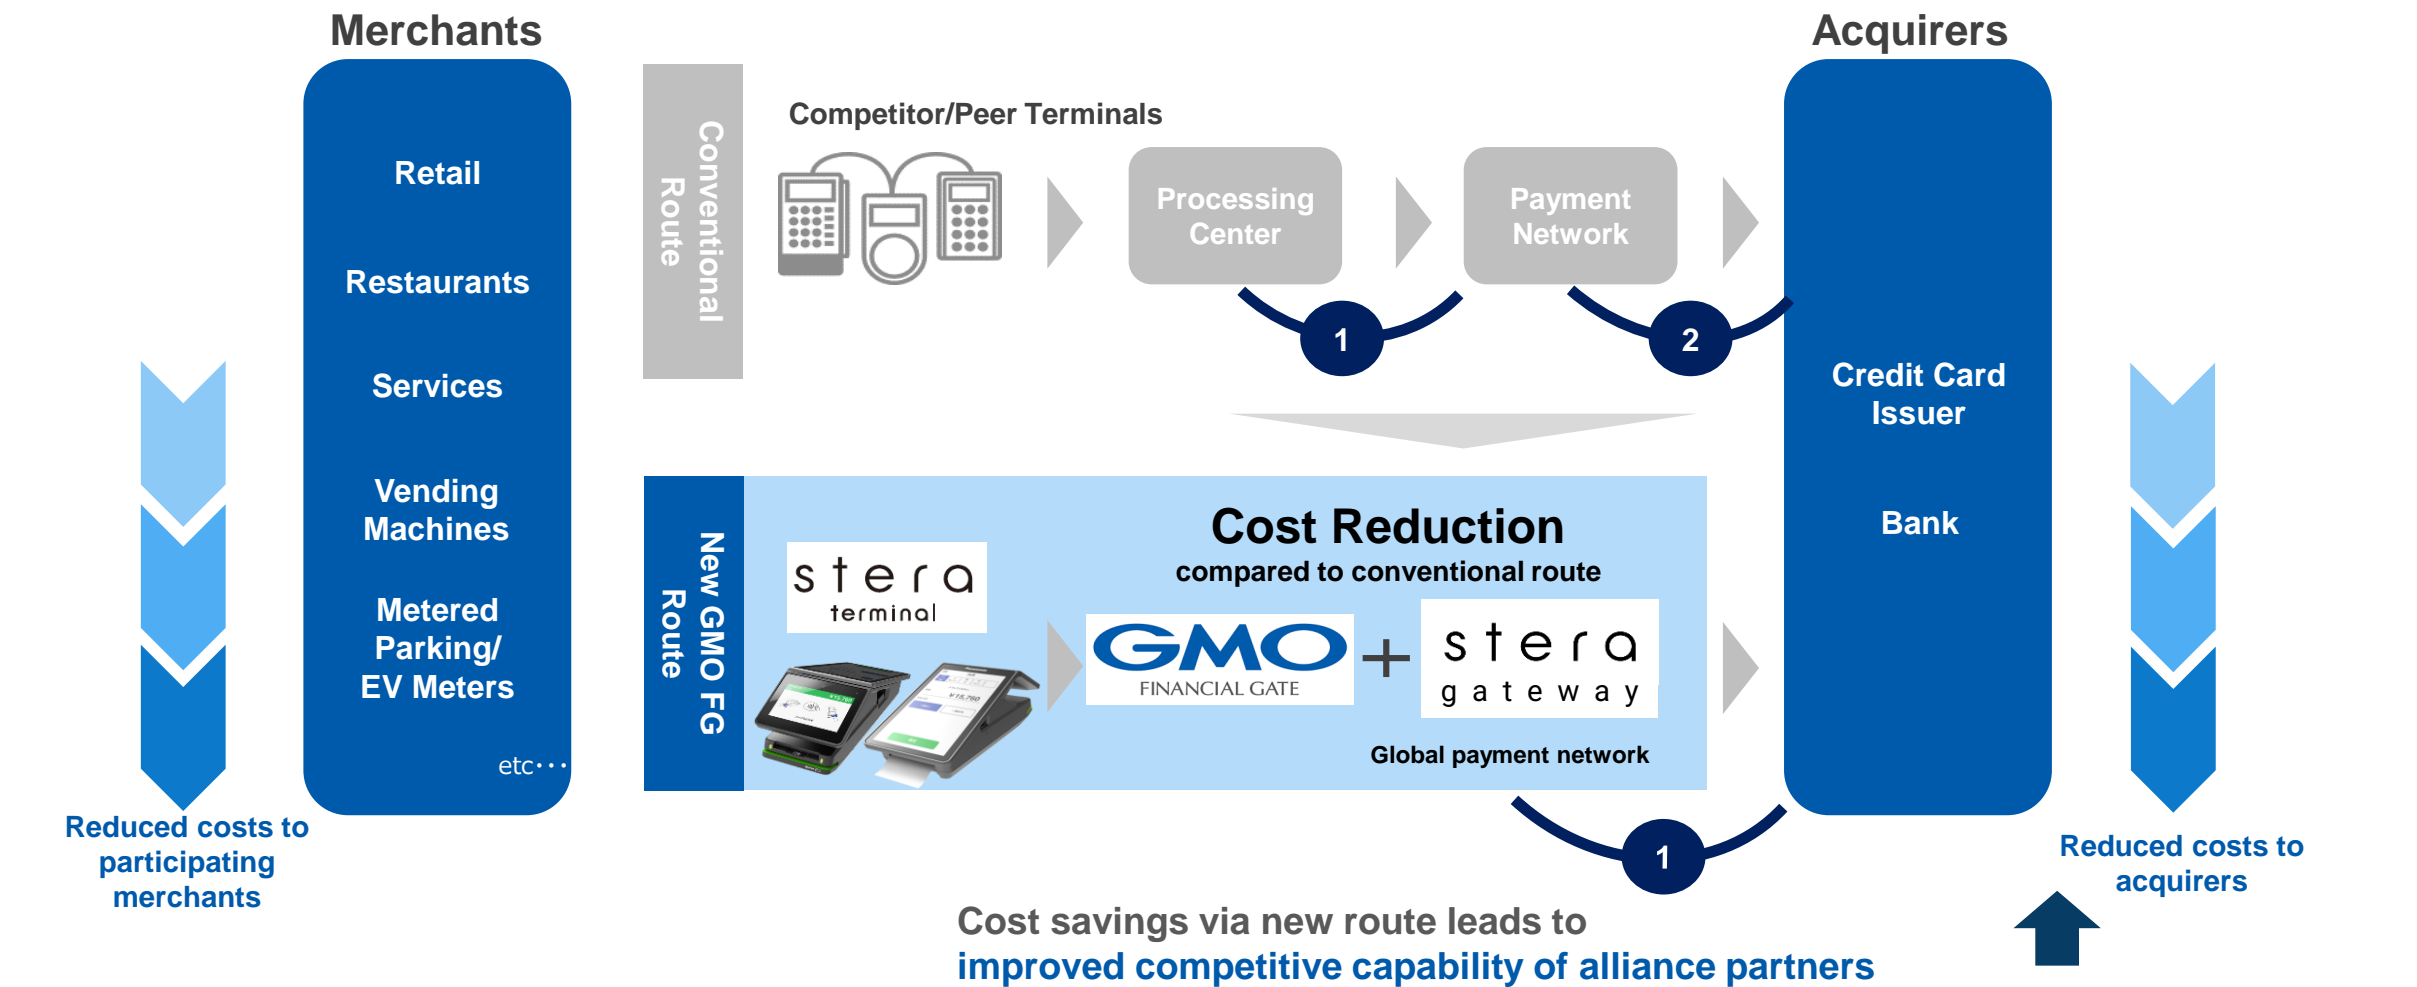 Merchants
Acquirers
Retail
Restaurants
Services
Vending
Machines
Metered
Parking/
EV Meters
etc･･･
Conventional
Route
Competitor/Peer Terminals
Processing
Center
Payment
Network
1
2
Credit Card
Issuer
Bank
New GMO FG
Route
stera
terminal
Cost Reduction
compared to conventional route
GMO
FINANCIAL GATE
+
stera
gateway
Global payment network
¥15,760
1
Reduced costs to
participating
merchants
Reduced costs to
acquirers
Cost savings via new route leads to
improved competitive capability of alliance partners